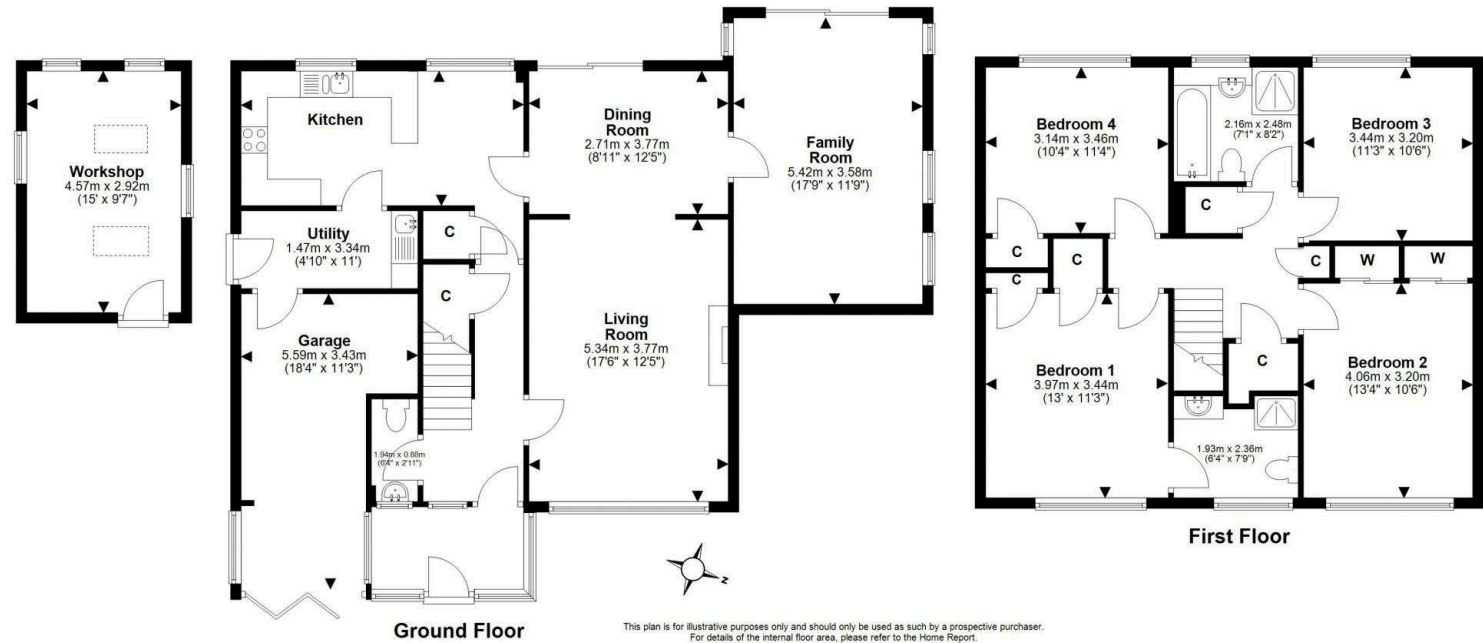 Workshop
4.57m x 2.92m
(15' x 9'7")
Kitchen
Utility
1.47m x 3.34m
(4'10" x 11')
C
C
Garage
5.59m x 3.43m
(18'4" x 11'3")
1.94m x 0.88m
(6'4" x 2'11")
Dining
Room
2.71m x 3.77m
(8'11" x 12'5")
Living
Room
5.34m x 3.77m
(17'6" x 12'5")
Family
Room
5.42m x 3.58m
(17'9" x 11'9")
N
Ground Floor
Bedroom 4
3.14m x 3.46m
(10'4" x 11'4")
2.16m x 2.48m
(7'1" x 8'2")
Bedroom 3
3.44m x 3.20m
(11'3" x 10'6")
C
C
C
C
C
W
W
Bedroom 1
3.97m x 3.44m
(13' x 11'3")
C
Bedroom 2
4.06m x 3.20m
(13'4" x 10'6")
1.93m x 2.36m
(6'4" x 7'9")
First Floor
This plan is for illustrative purposes only and should only be used as such by a prospective purchaser.
For details of the internal floor area, please refer to the Home Report.